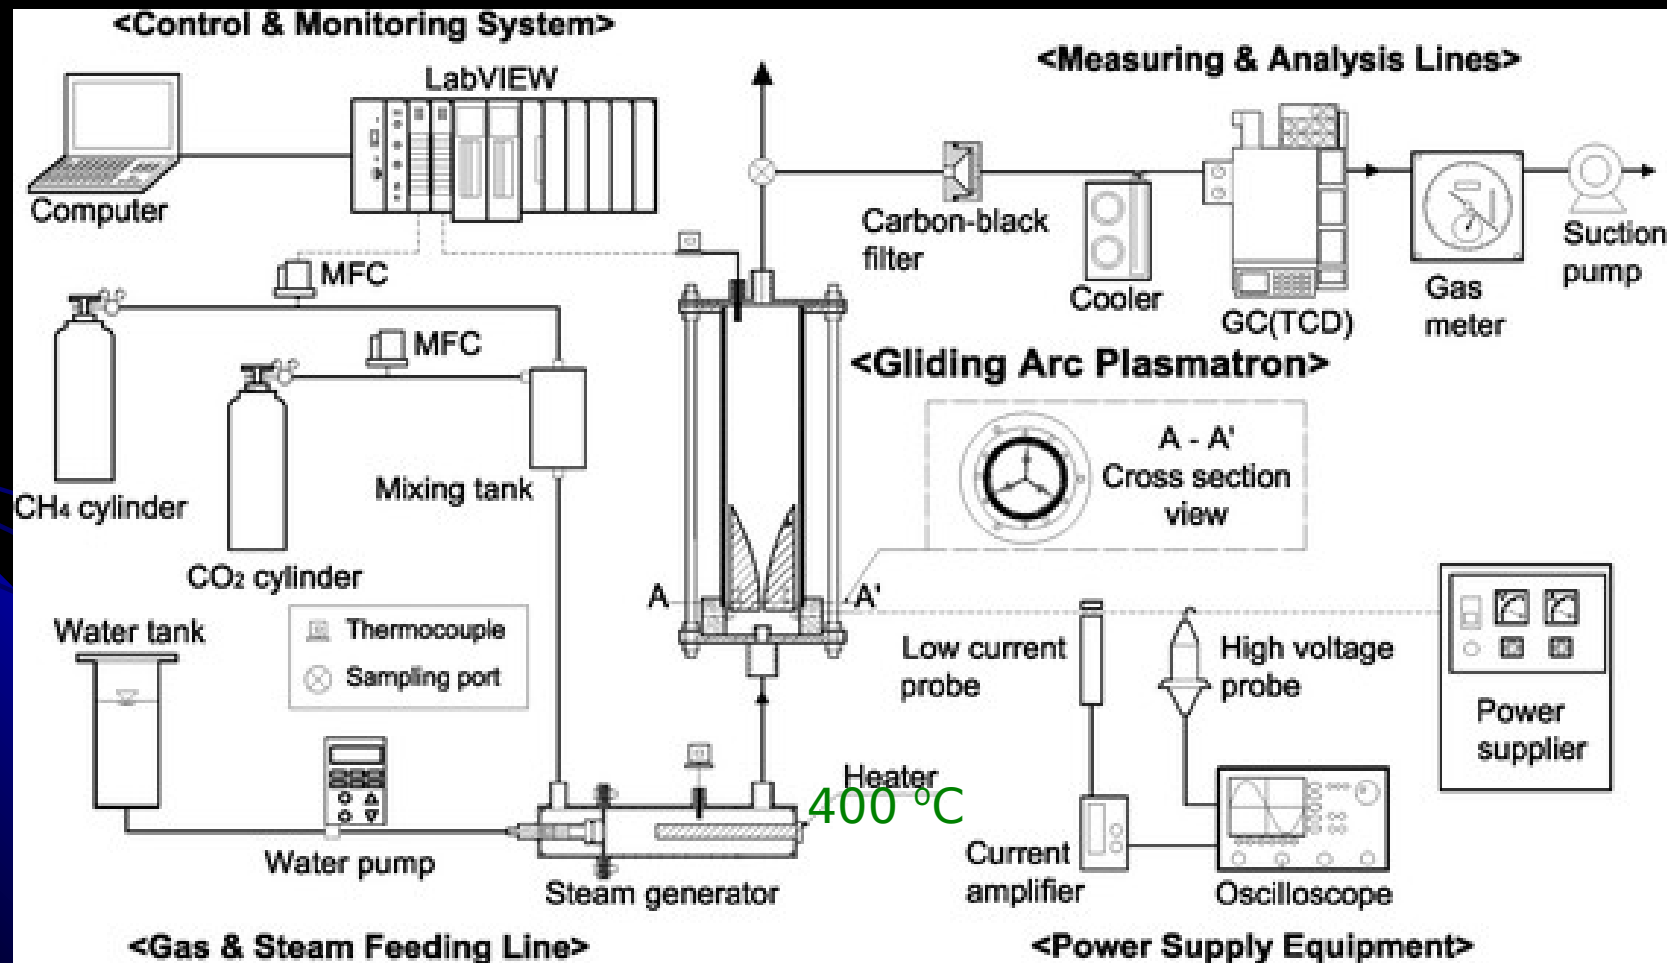 <Control & Monitoring System>
LabVIEW
Computer
MFC
MFC
CH4 cylinder
CO2 cylinder
Mixing tank
<Measuring & Analysis Lines>
Carbon-black
filter
Cooler
GC(TCD)
Gas
meter
Suction
pump
<Gliding Arc Plasmatron>
A - A'
Cross section
view
A
A'
Water tank
Thermocouple
Sampling port
Water pump
Heater
400 °C
Steam generator
<Gas & Steam Feeding Line>
Low current
probe
High voltage
probe
Power
supplier
Current
amplifier
Oscilloscope
<Power Supply Equipment>